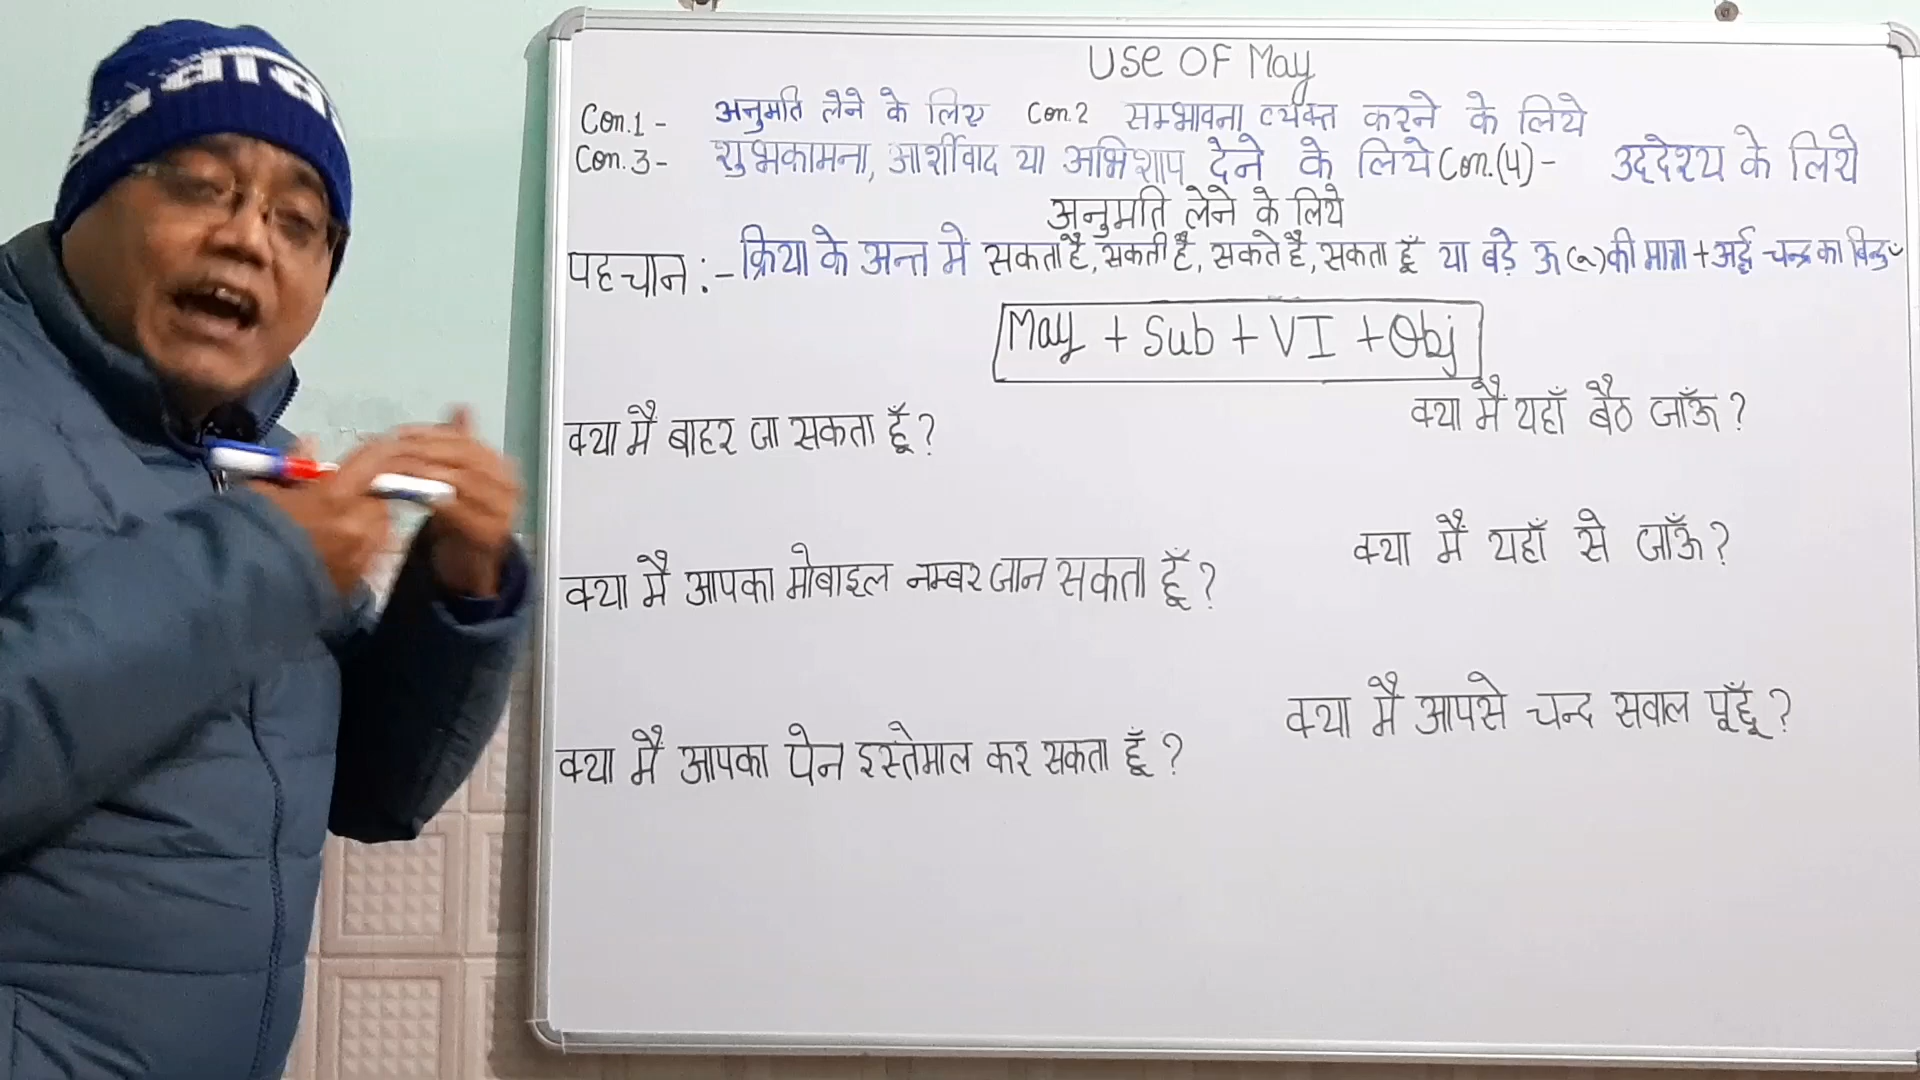 Use OF May
Con.1 - अनुमति लेने के लिए Con.2 सम्भावना व्यक्त करने के लिये
Con.3 - शुभकामना, आर्शीवाद या अभिशाप देने के लिये Con.(4) - उद्देश्य के लिये
अनुमति लेने के लिये
पहचान :- क्रिया के अन्त मे सकता है, सकती है, सकते है, सकता हूँ या बड़े ऊ (ू) की मात्रा + अर्द्ध चन्द्र का बिन्दु ँ
May + Sub + VI + Obj
क्या मैं बाहर जा सकता हूँ ?
क्या मैं यहाँ बैठ जाँऊ ?
क्या मै आपका मोबाइल नम्बर जान सकता हूँ ?
क्या मैं यहाँ से जाँऊ ?
क्या मै आपका पेन इस्तेमाल कर सकता हूँ ?
क्या मै आपसे चन्द सवाल पूँछू ?